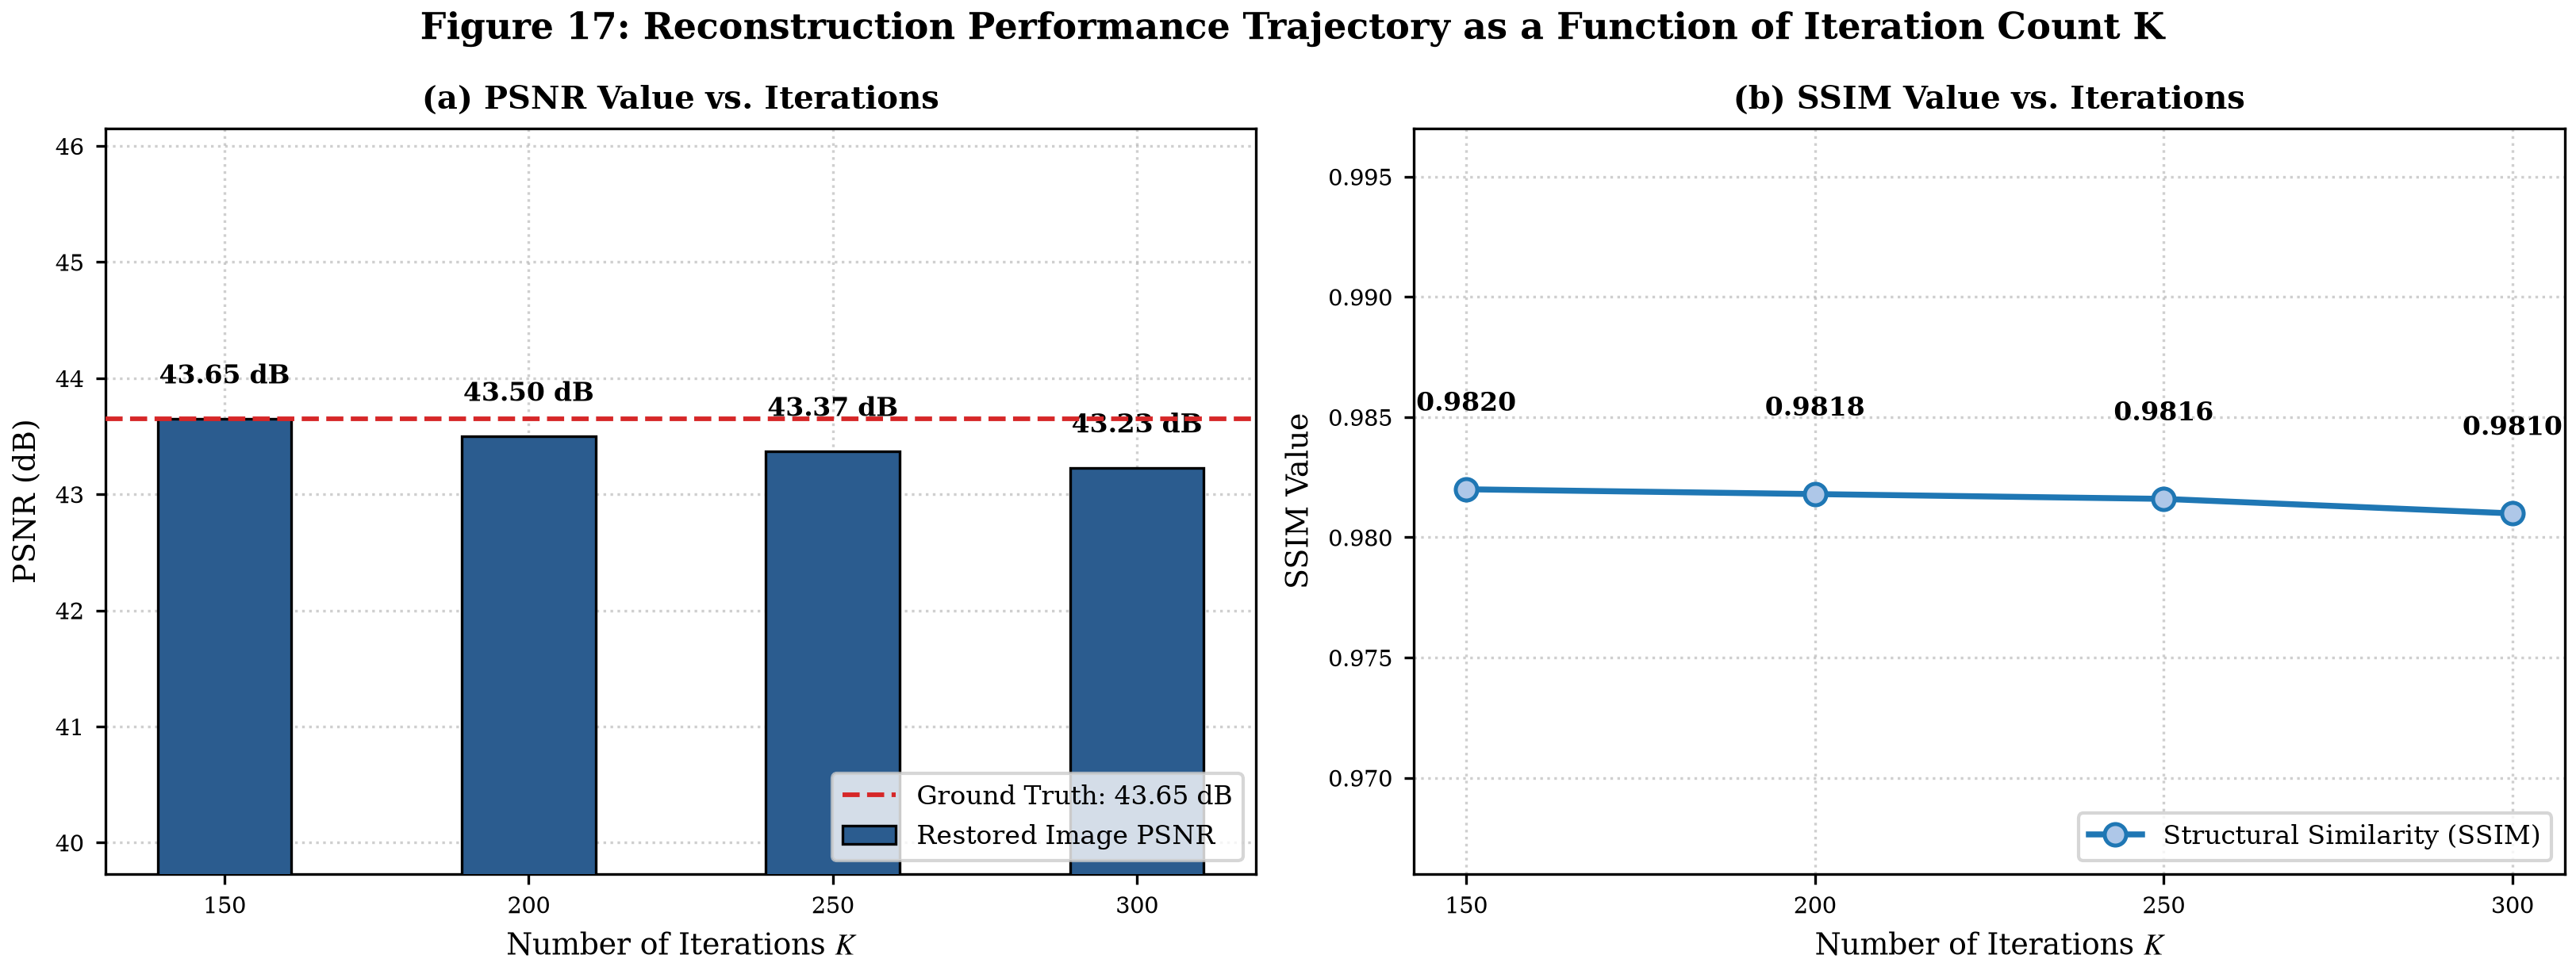 Figure 17: Reconstruction Performance Trajectory as a Function of Iteration Count K
(a) PSNR Value vs. Iterations
46
45
44
43
42
41
40
PSNR (dB)
43.65 dB
43.50 dB
43.37 dB
43.23 dB
Ground Truth: 43.65 dB
Restored Image PSNR
150
200
250
300
Number of Iterations K
(b) SSIM Value vs. Iterations
0.995
0.990
0.985
0.980
0.975
0.970
SSIM Value
0.9820
0.9818
0.9816
0.9810
Structural Similarity (SSIM)
150
200
250
300
Number of Iterations K